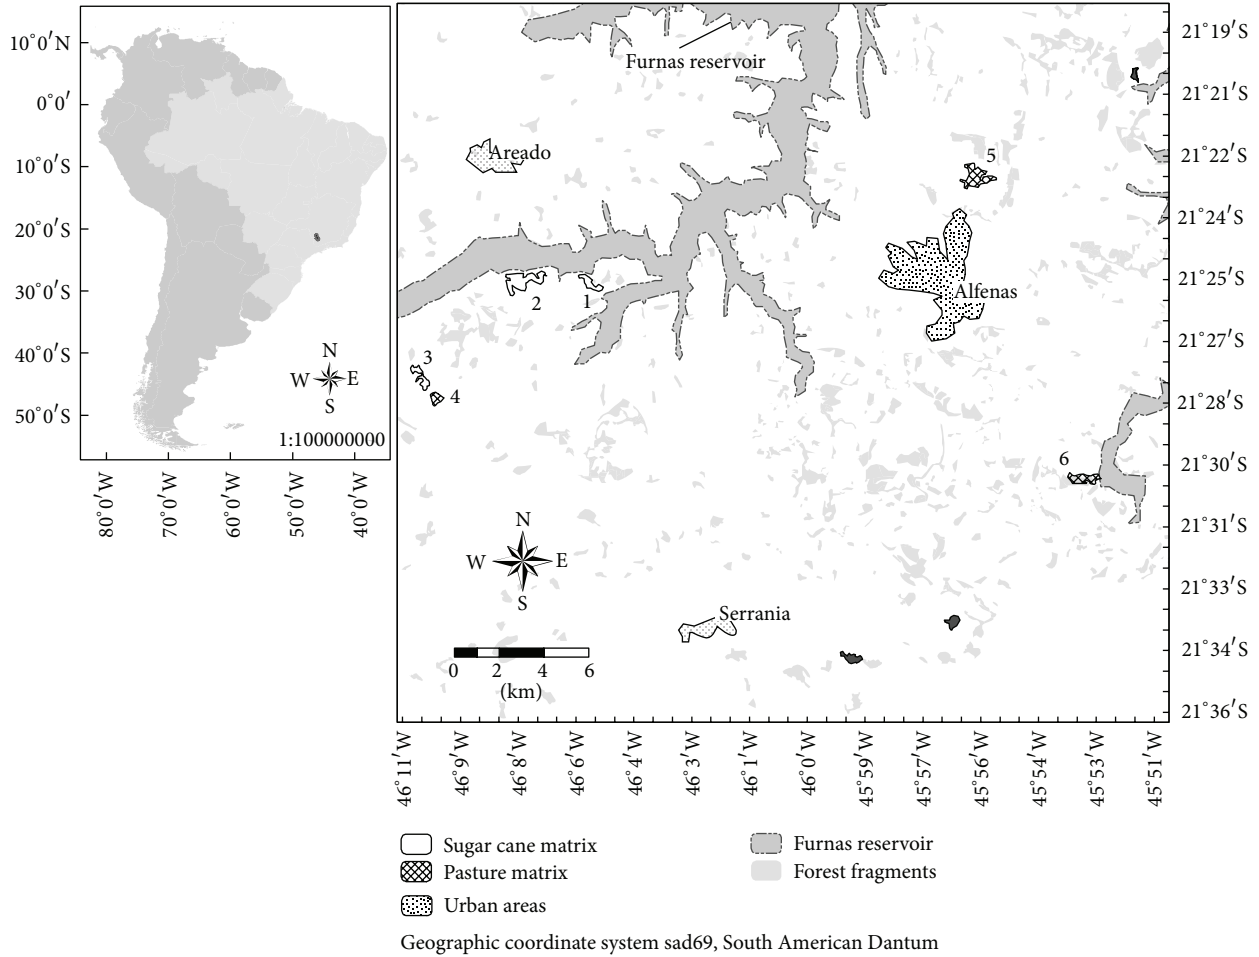 10°0′N
0°0′
10°0′S
20°0′S
30°0′S
40°0′S
50°0′S
N
W E
S
1:100000000
80°0′W
70°0′W
60°0′W
50°0′W
40°0′W
Furnas reservoir
Areado
5
Alfenas
2
1
3
4
6
N
W E
S
Serrania
0 2 4 6
(km)
21°19′S
21°21′S
21°22′S
21°24′S
21°25′S
21°27′S
21°28′S
21°30′S
21°31′S
21°33′S
21°34′S
21°36′S
46°11′W
46°9′W
46°8′W
46°6′W
46°4′W
46°3′W
46°1′W
46°0′W
45°59′W
45°57′W
45°56′W
45°54′W
45°53′W
45°51′W
Sugar cane matrix
Pasture matrix
Urban areas
Furnas reservoir
Forest fragments
Geographic coordinate system sad69, South American Dantum